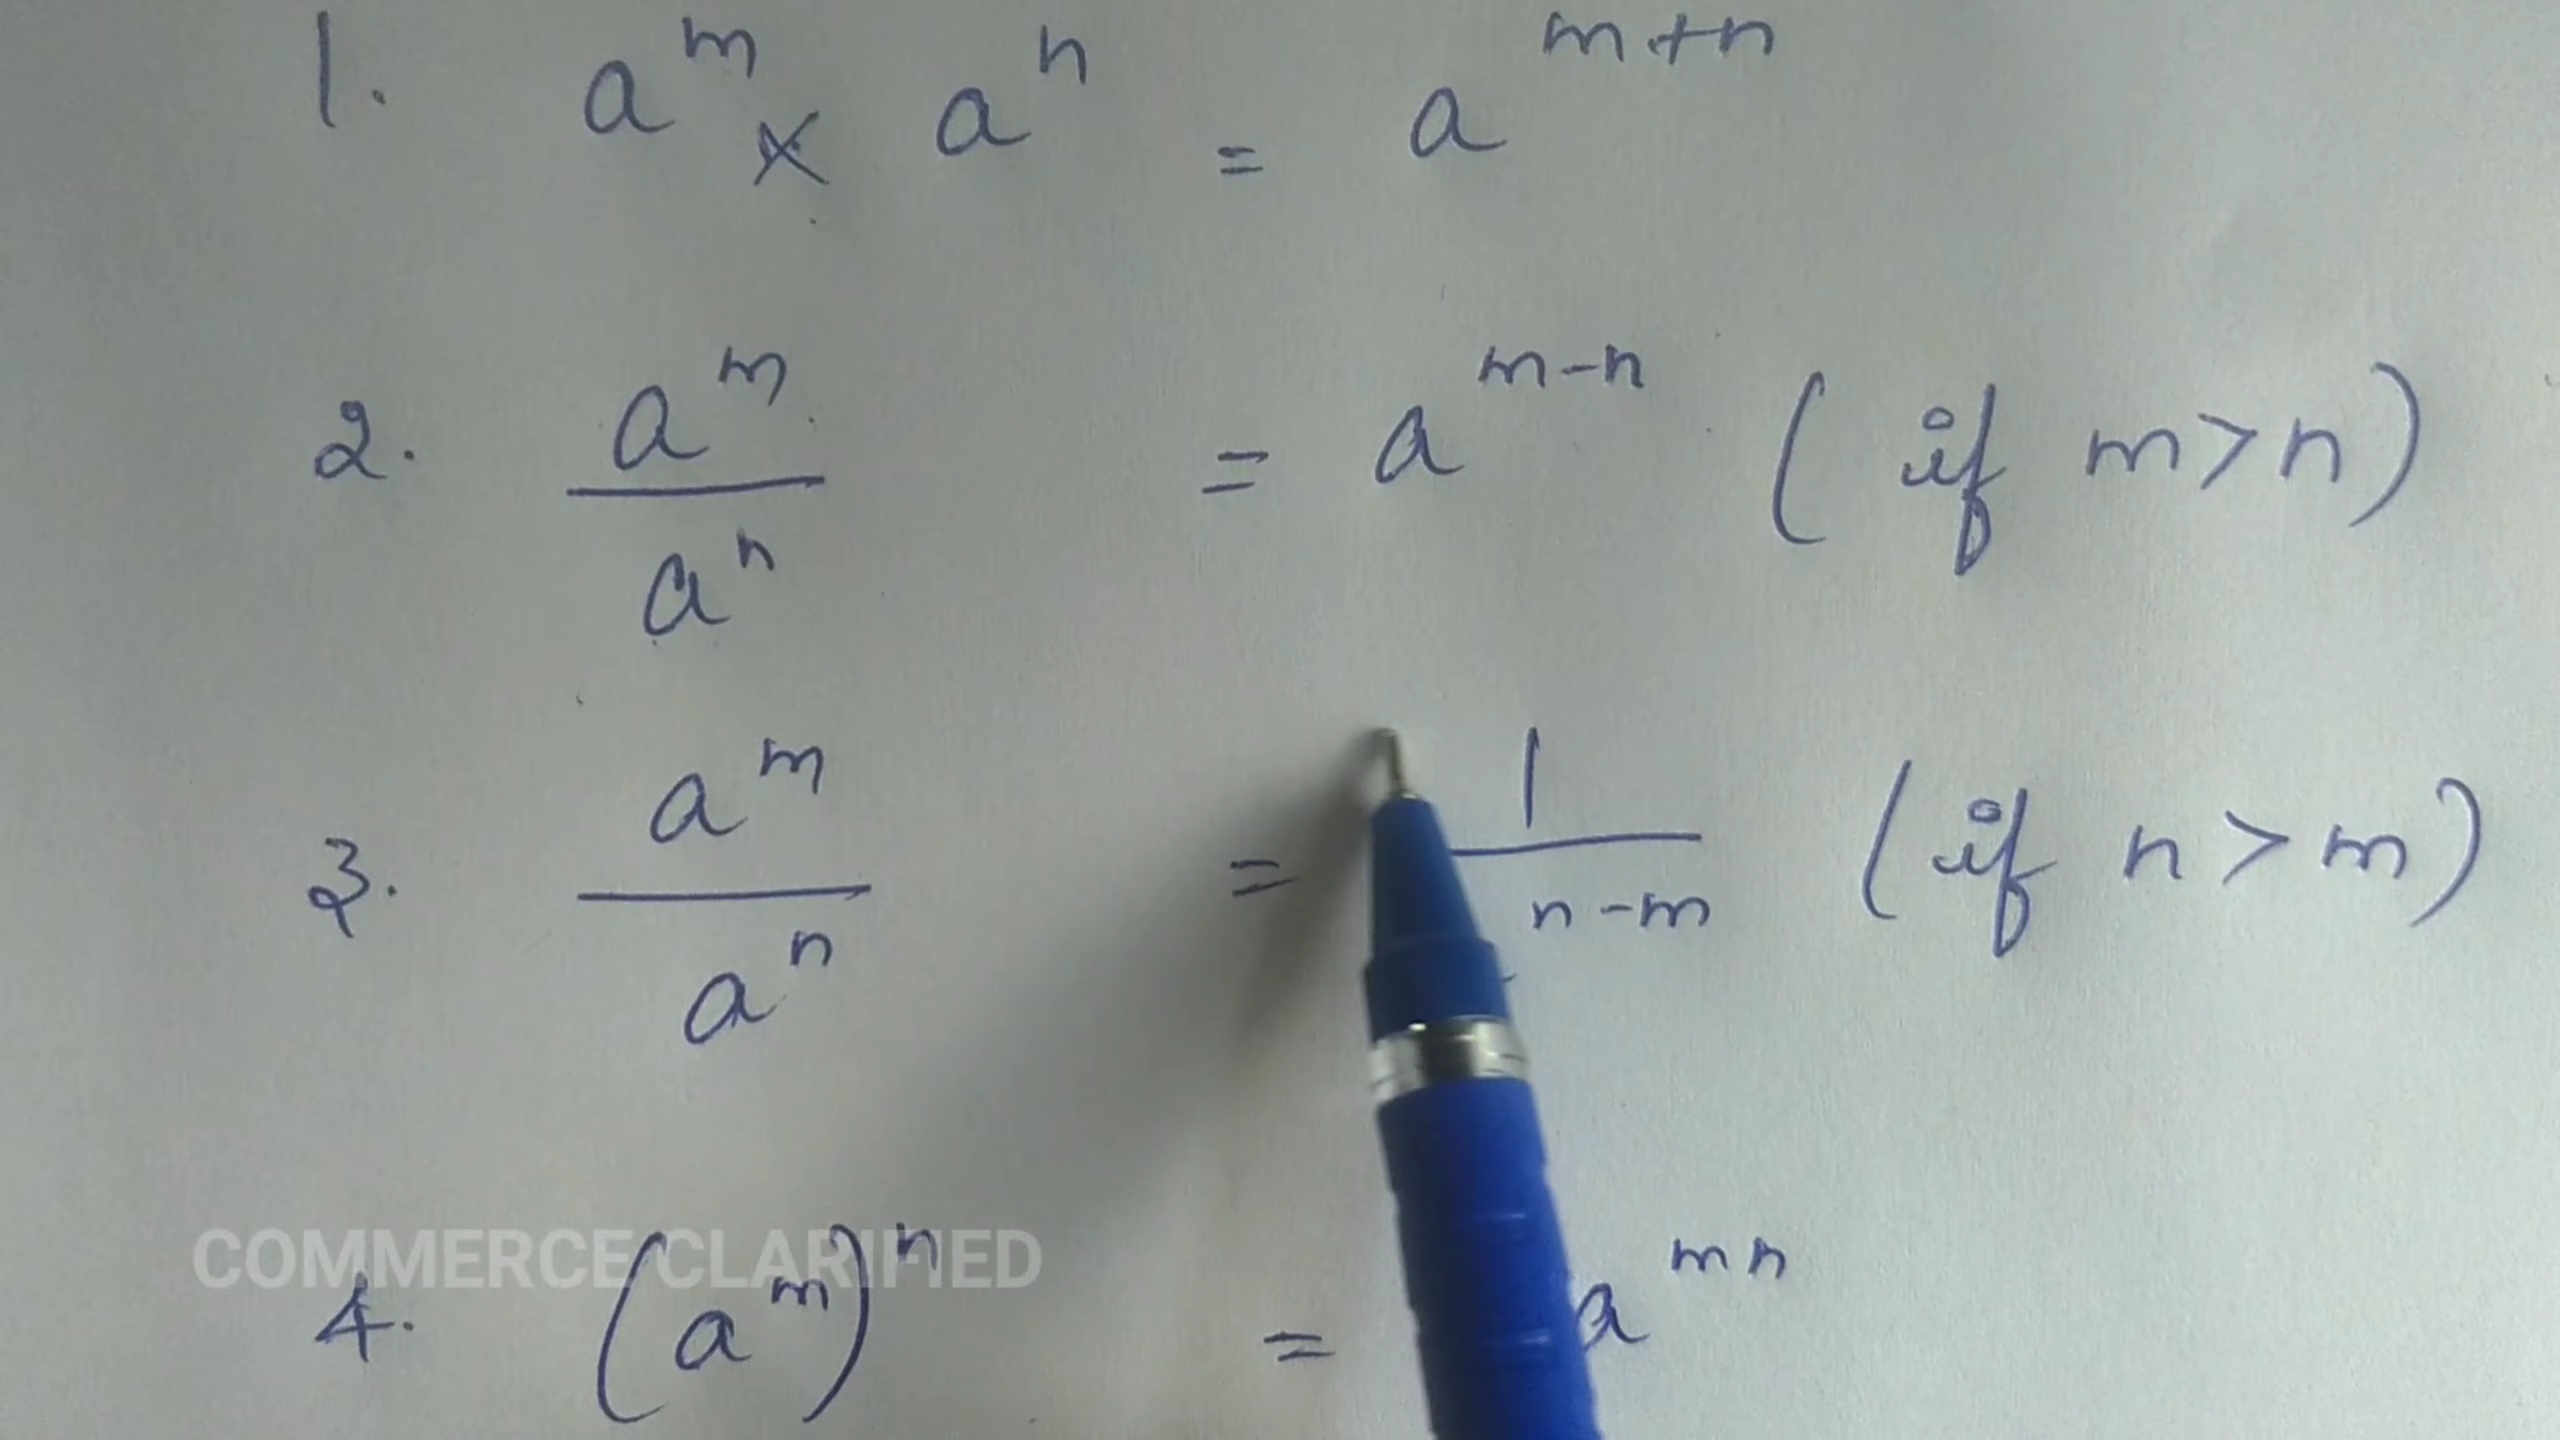 1. a^m × a^n = a^(m+n)
2. a^m / a^n = a^(m-n) (if m>n)
3. a^m / a^n = 1 / ^(n-m) (if n>m)
COMMERCE CLARIFIED
4. (a^m)^n = a^(mn)